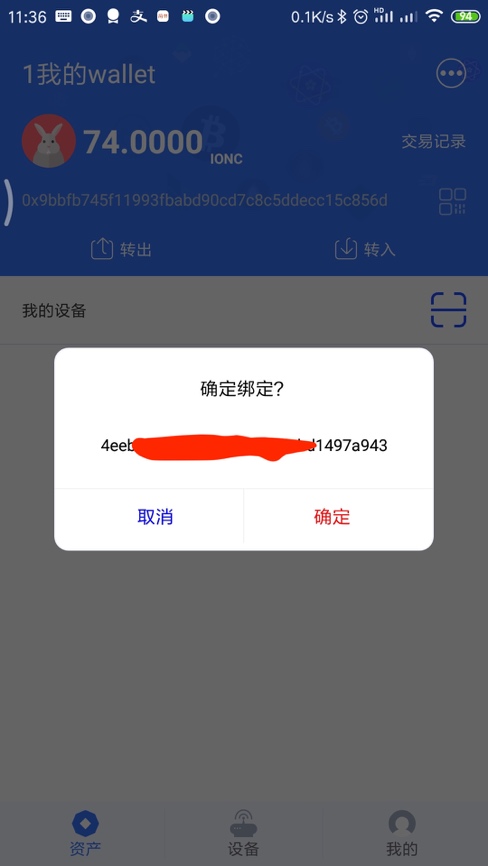 11:36
0.1K/s
HD
94
1我的wallet
74.0000
IONC
交易记录
0x9bbfb745f11993fbabd90cd7c8c5ddecc15c856d
转出
转入
我的设备
确定绑定?
4eeb
d1497a943
取消
确定
资产
设备
我的